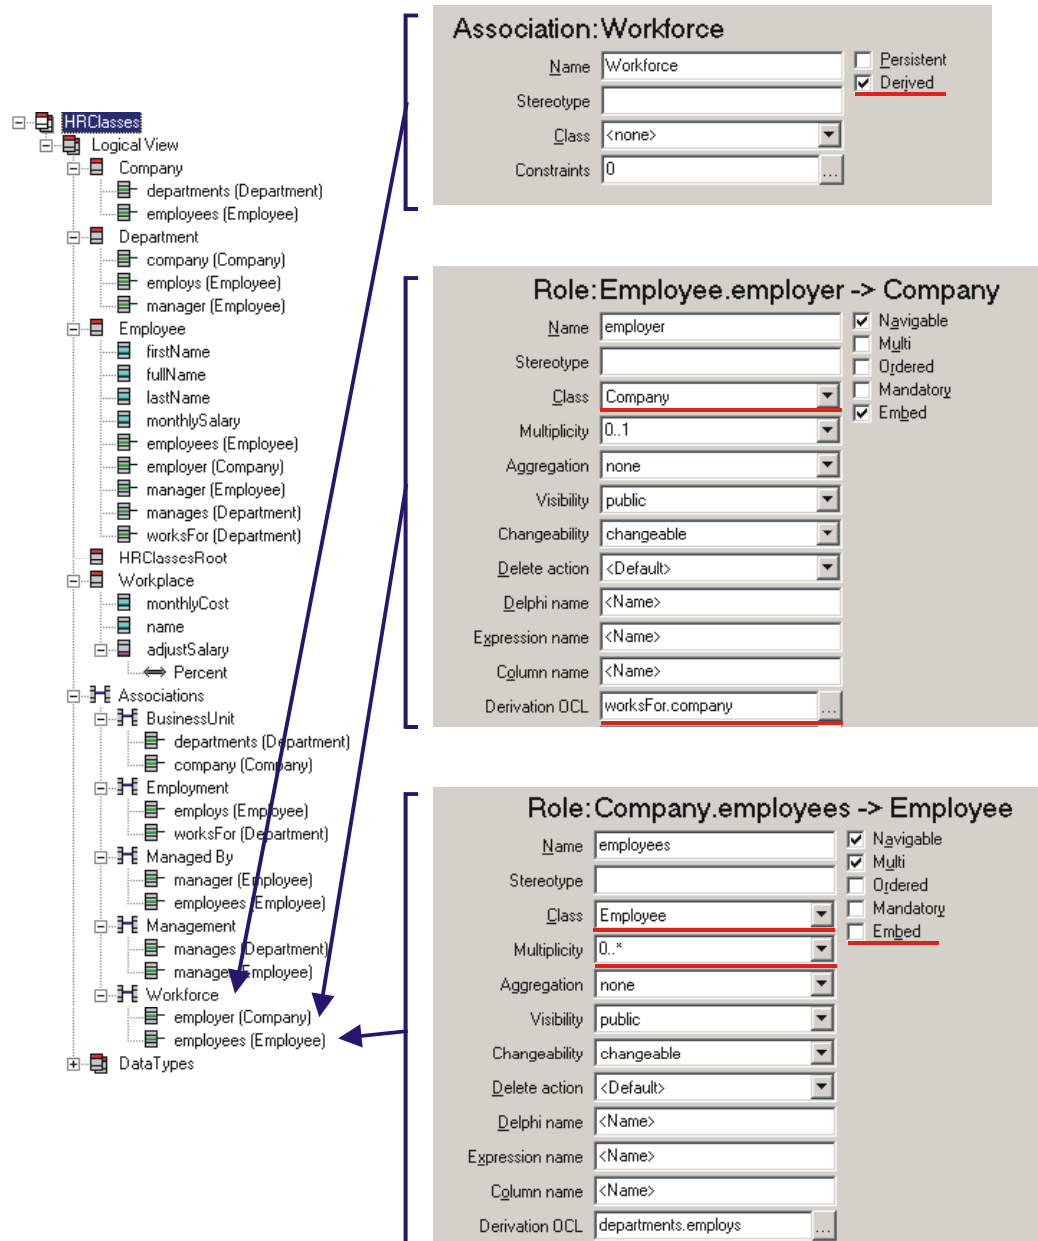 HRClasses
Logical View
Company
departments (Department)
employees (Employee)
Department
company (Company)
employs (Employee)
manager (Employee)
Employee
firstName
fullName
lastName
monthlySalary
employees (Employee)
employer (Company)
manager (Employee)
manages (Department)
worksFor (Department)
HRClassesRoot
Workplace
monthlyCost
name
adjustSalary
Percent
Associations
BusinessUnit
departments (Department)
company (Company)
Employment
employs (Employee)
worksFor (Department)
Managed By
manager (Employee)
employees (Employee)
Management
manages (Department)
manager (Employee)
Workforce
employer (Company)
employees (Employee)
DataTypes
Association: Workforce
Name Workforce
Persistent
Derived
Stereotype
Class <none>
Constraints 0 ...
Role: Employee.employer -> Company
Name employer
Navigable
Multi
Stereotype
Ordered
Mandatory
Class Company
Embed
Multiplicity 0..1
Aggregation none
Visibility public
Changeability changeable
Delete action <Default>
Delphi name <Name>
Expression name <Name>
Column name <Name>
Derivation OCL worksFor.company ...
Role: Company.employees -> Employee
Name employees
Navigable
Multi
Stereotype
Ordered
Mandatory
Class Employee
Embed
Multiplicity 0..*
Aggregation none
Visibility public
Changeability changeable
Delete action <Default>
Delphi name <Name>
Expression name <Name>
Column name <Name>
Derivation OCL departments.employs ...